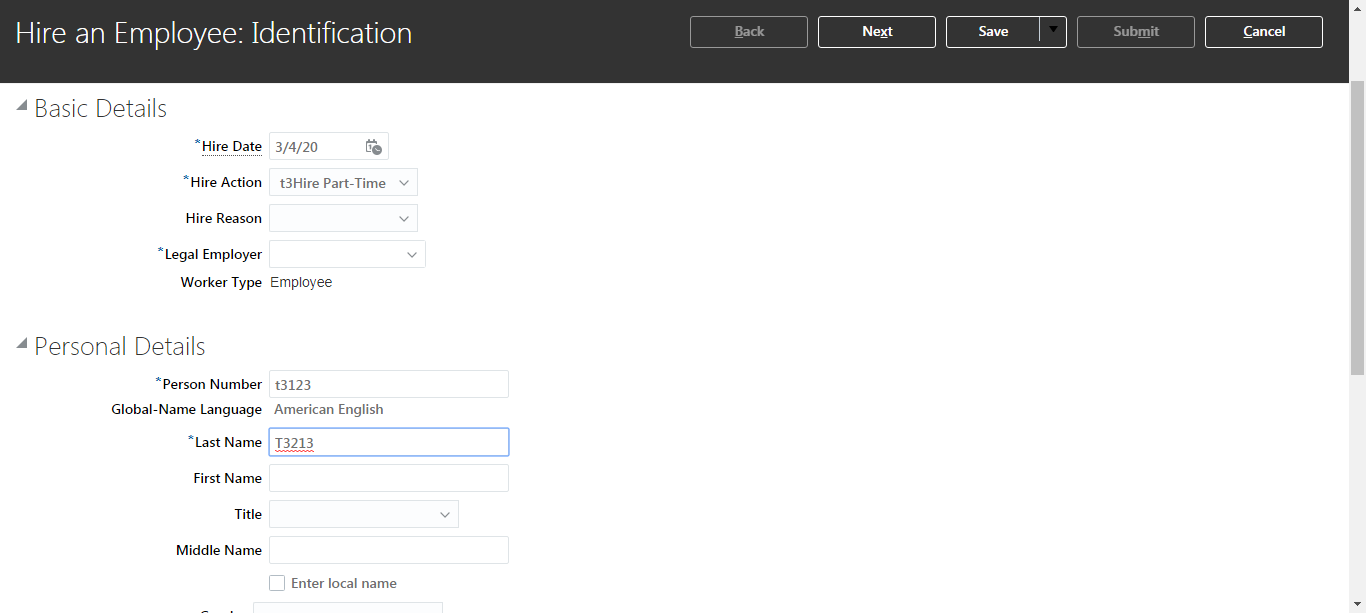 Hire an Employee: Identification
Back Next Save Submit Cancel
Basic Details
*Hire Date 3/4/20
*Hire Action t3Hire Part-Time
Hire Reason
*Legal Employer
Worker Type Employee
Personal Details
*Person Number t3123
Global-Name Language American English
*Last Name T3213
First Name
Title
Middle Name
Enter local name